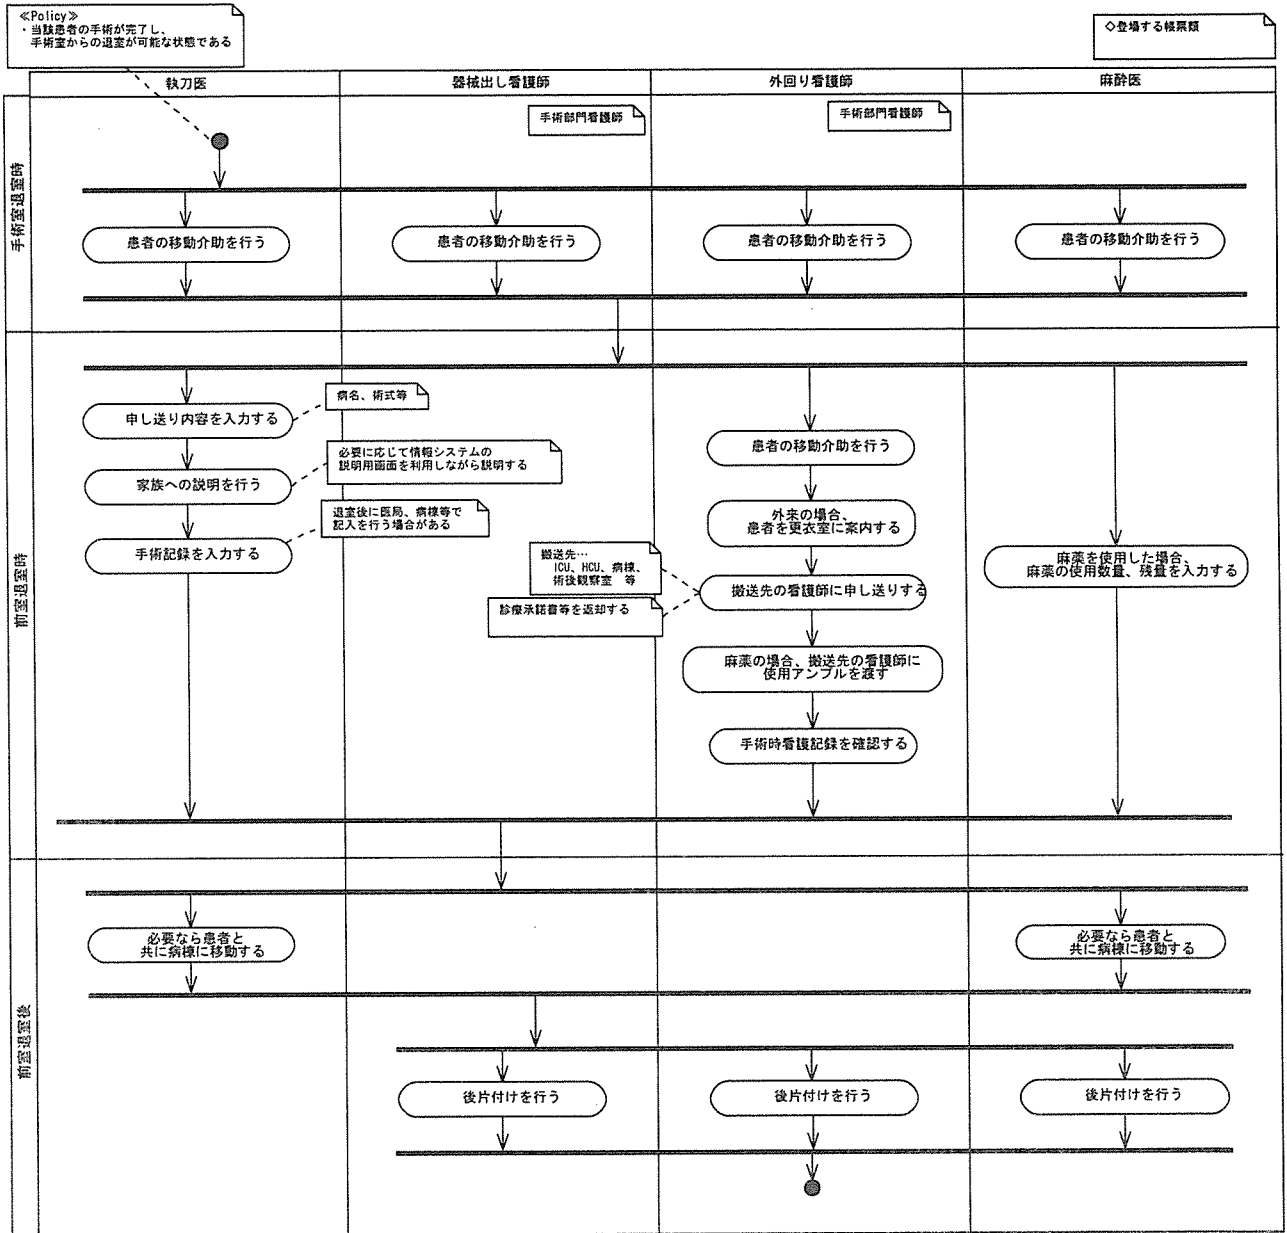 ≪Policy≫
・当該患者の手術が完了し、
手術室からの退室が可能な状態である
◇登場する帳票類
執刀医
器械出し看護師
外回り看護師
麻酔医
手術部門看護師
手術部門看護師
手術室退室時
患者の移動介助を行う
患者の移動介助を行う
患者の移動介助を行う
患者の移動介助を行う
前室退室時
申し送り内容を入力する
病名、術式等
家族への説明を行う
必要に応じて情報システムの
説明用画面を利用しながら説明する
手術記録を入力する
退室後に医局、病棟等で
記入を行う場合がある
患者の移動介助を行う
外来の場合、
患者を更衣室に案内する
搬送先…
ICU、HCU、病棟、
術後観察室 等
搬送先の看護師に申し送りする
診療承諾書等を返却する
麻薬の場合、搬送先の看護師に
使用アンプルを渡す
手術時看護記録を確認する
麻薬を使用した場合、
麻薬の使用数量、残量を入力する
前室退室後
必要なら患者と
共に病棟に移動する
必要なら患者と
共に病棟に移動する
後片付けを行う
後片付けを行う
後片付けを行う